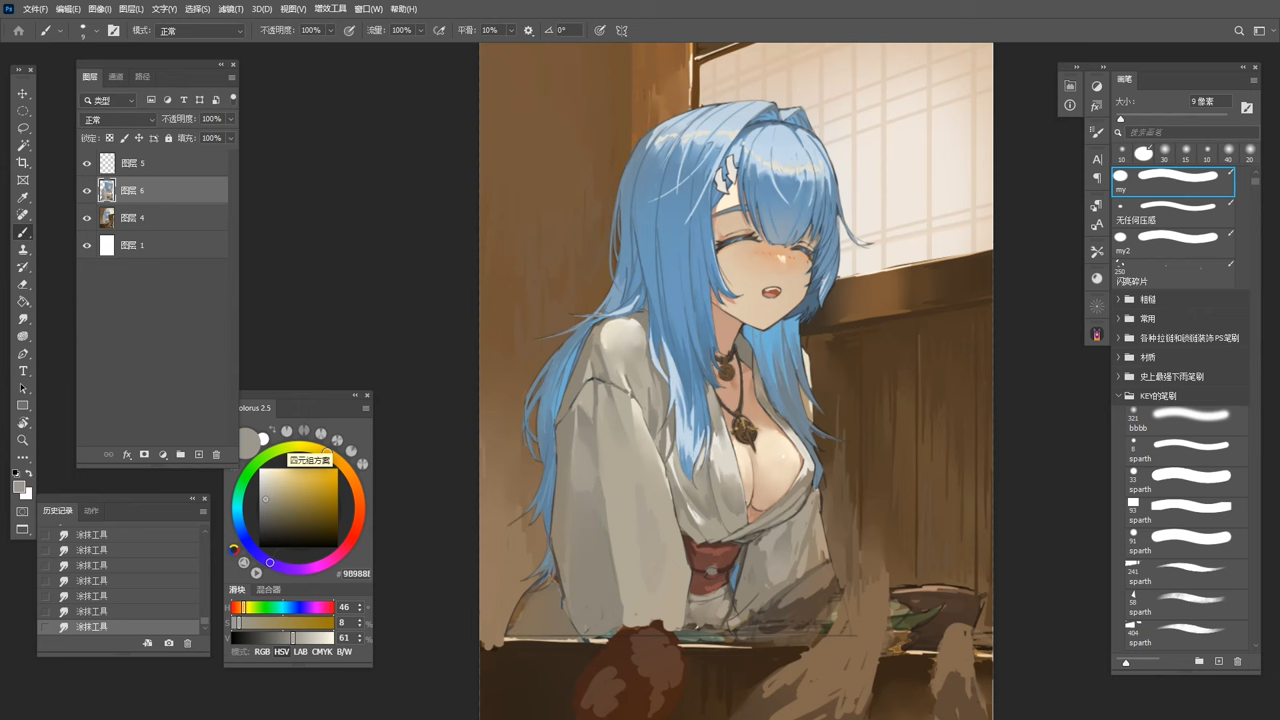 Ps 文件(F) 编辑(E) 图像(I) 图层(L) 文字(Y) 选择(S) 滤镜(T) 3D(D) 视图(V) 增效工具 窗口(W) 帮助(H)
9 模式: 正常 不透明度: 100% 流量: 100% 平滑: 10% 0°
图层 通道 路径
类型
正常 不透明度: 100%
锁定: 填充: 100%
图层 5
图层 6
图层 4
图层 1
fx
olorus 2.5
四元组方案
# 9B988E
滑块 混合器
H 46 °
S 8 %
V 61 %
模式: RGB HSV LAB CMYK B/W
历史记录 动作
涂抹工具
涂抹工具
涂抹工具
涂抹工具
涂抹工具
涂抹工具
涂抹工具
画笔
大小: 9 像素
搜索画笔
10 30 15 10 40 20
my
无任何压感
my2
250
闪亮碎片
粗糙
常用
各种拉链和锁链装饰PS笔刷
材质
史上最强下雨笔刷
KEY的笔刷
321
bbbb
8
sparth
33
sparth
93
sparth
91
sparth
241
58
sparth
404
sparth